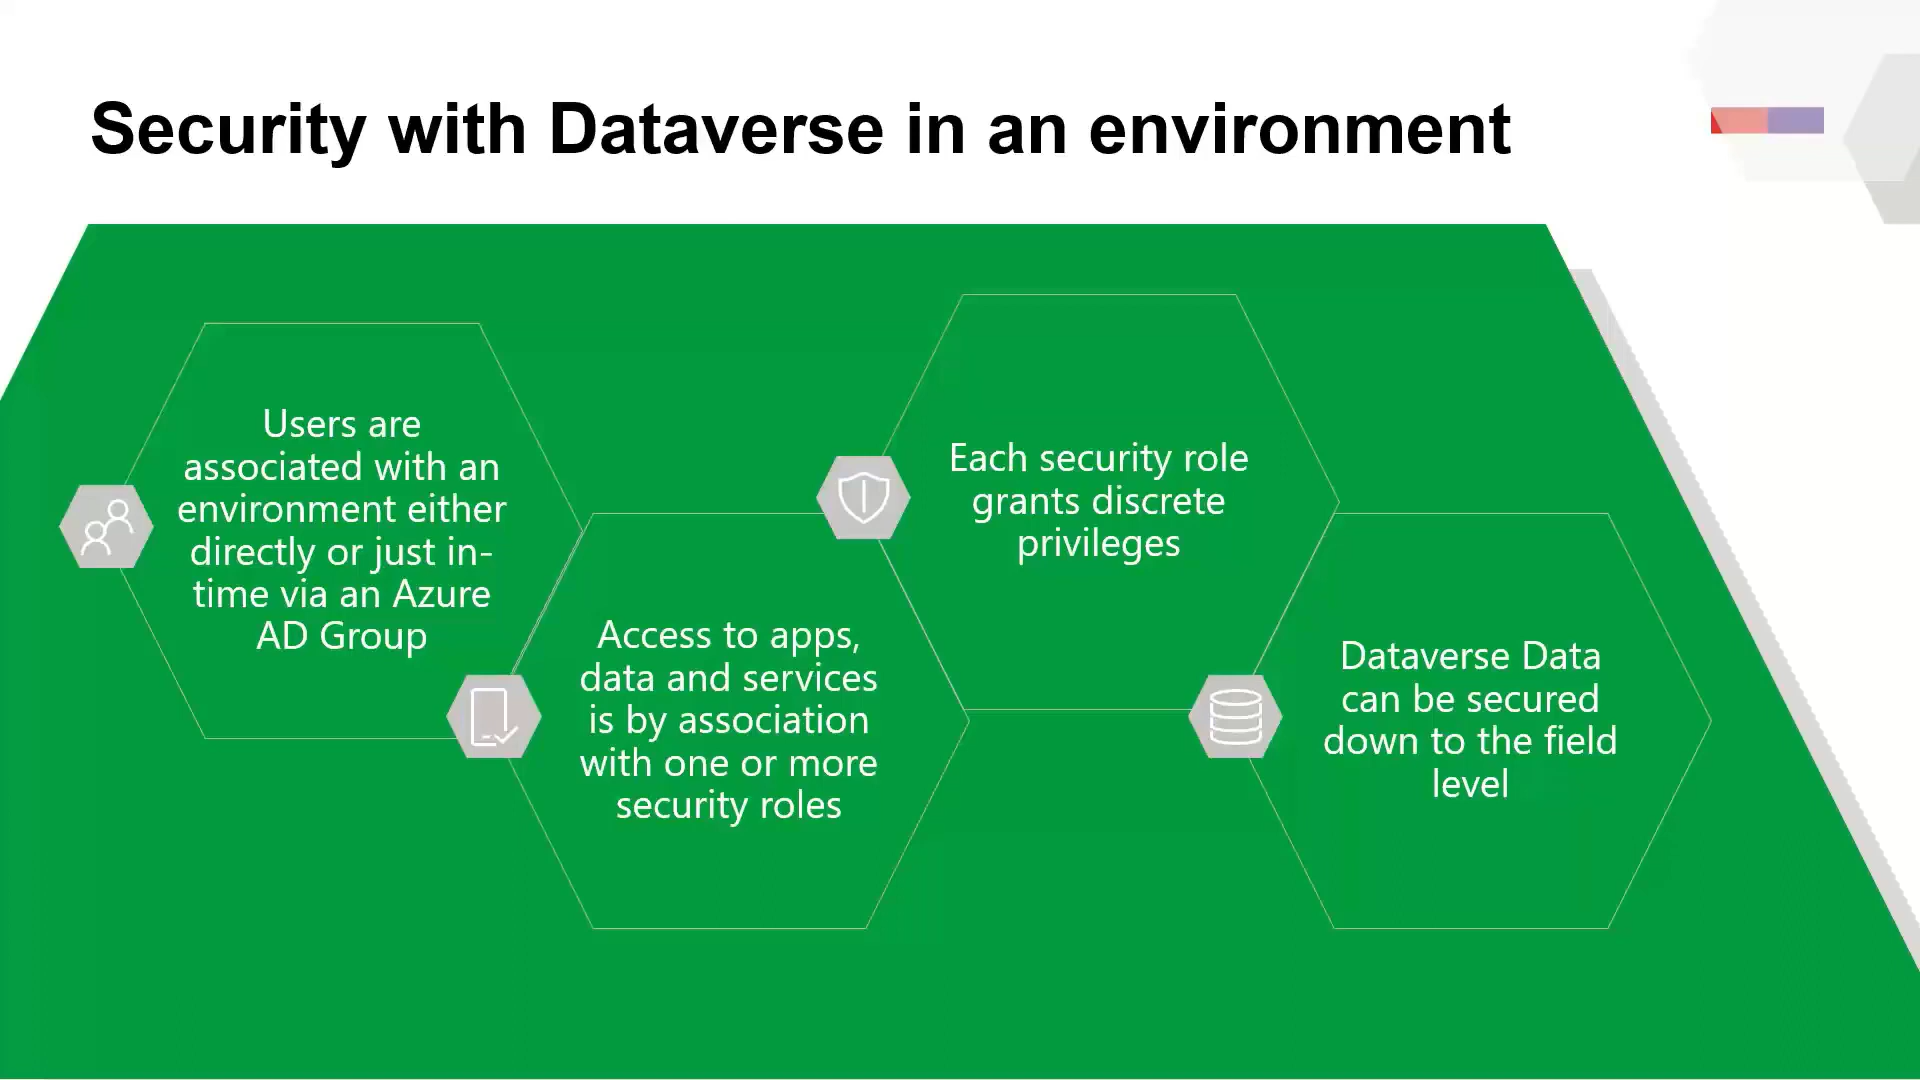 Security with Dataverse in an environment
Users are
associated with an
environment either
directly or just in-
time via an Azure
AD Group
Access to apps,
data and services
is by association
with one or more
security roles
Each security role
grants discrete
privileges
Dataverse Data
can be secured
down to the field
level